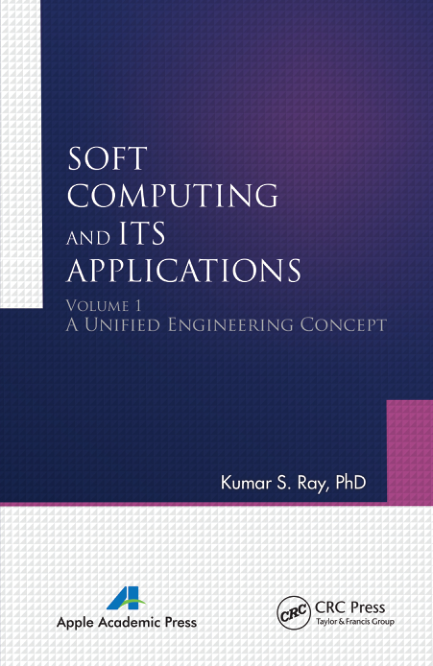 SOFT
COMPUTING
AND ITS
APPLICATIONS
VOLUME 1
A UNIFIED ENGINEERING CONCEPT
Kumar S. Ray, PhD
Apple Academic Press
CRC CRC Press
Taylor & Francis Group